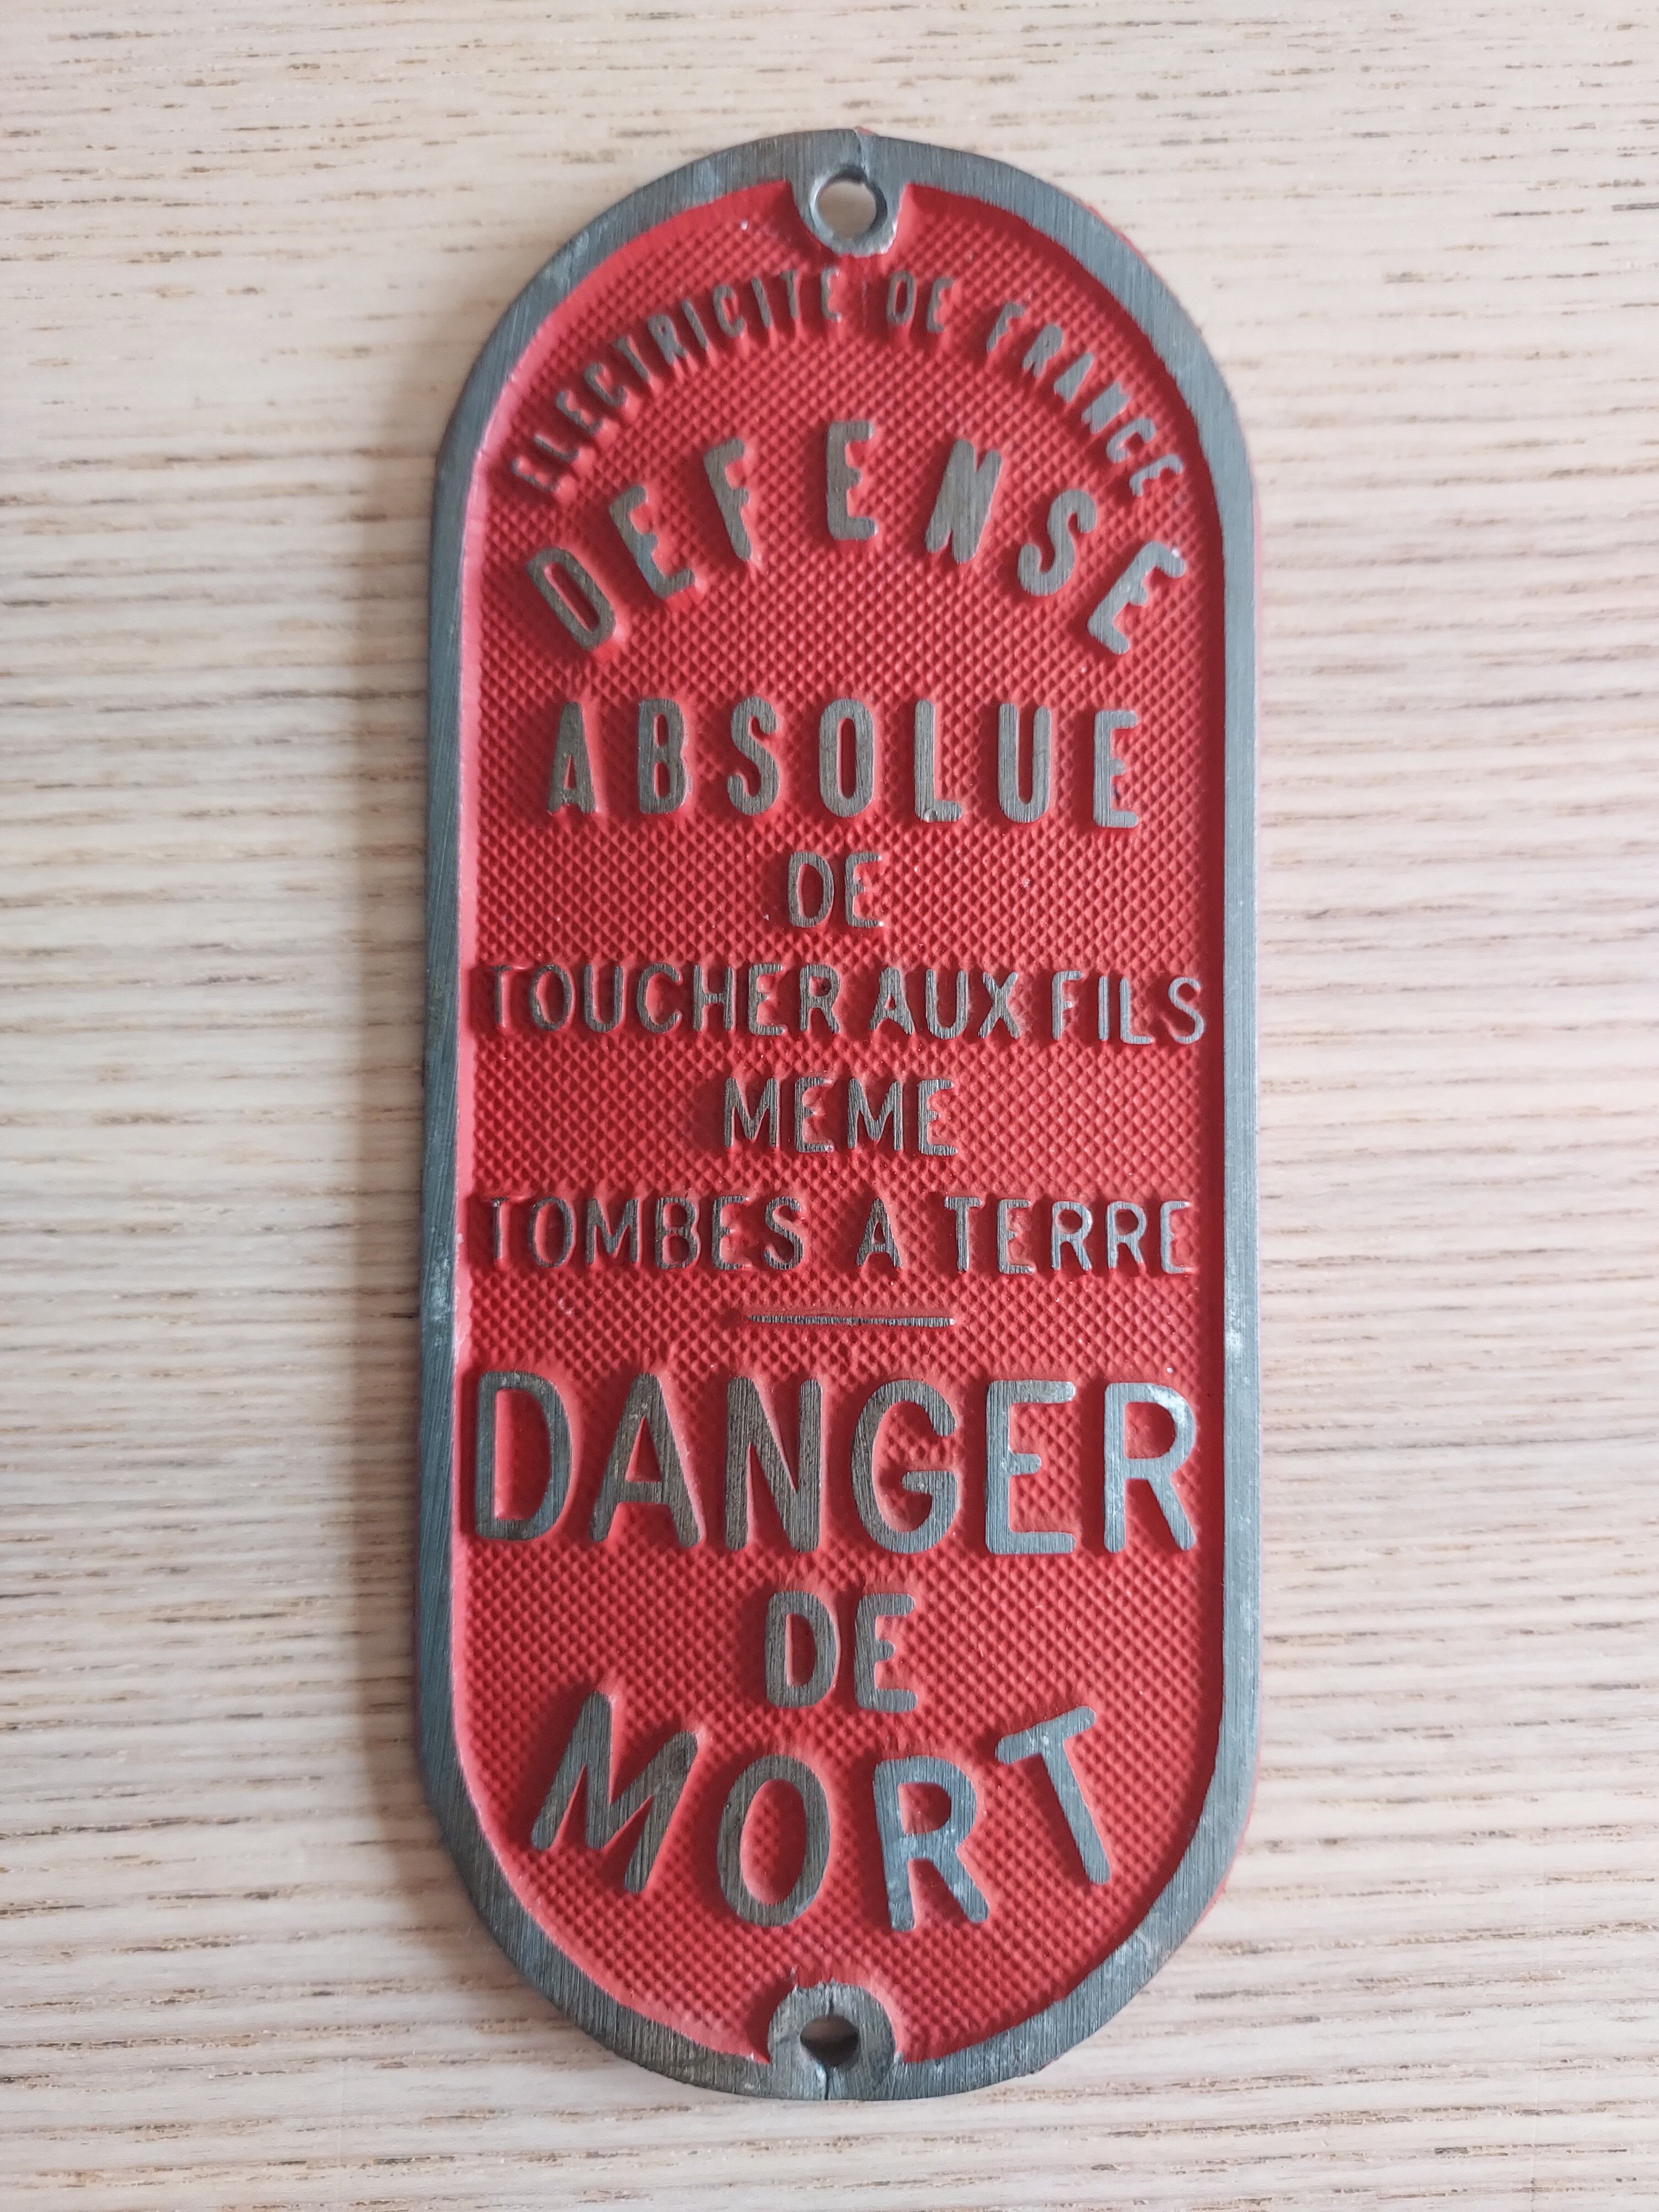 ELECTRICITE DE FRANCE
DEFENSE
ABSOLUE
DE
TOUCHER AUX FILS
MEME
TOMBES A TERRE
DANGER
DE
MORT